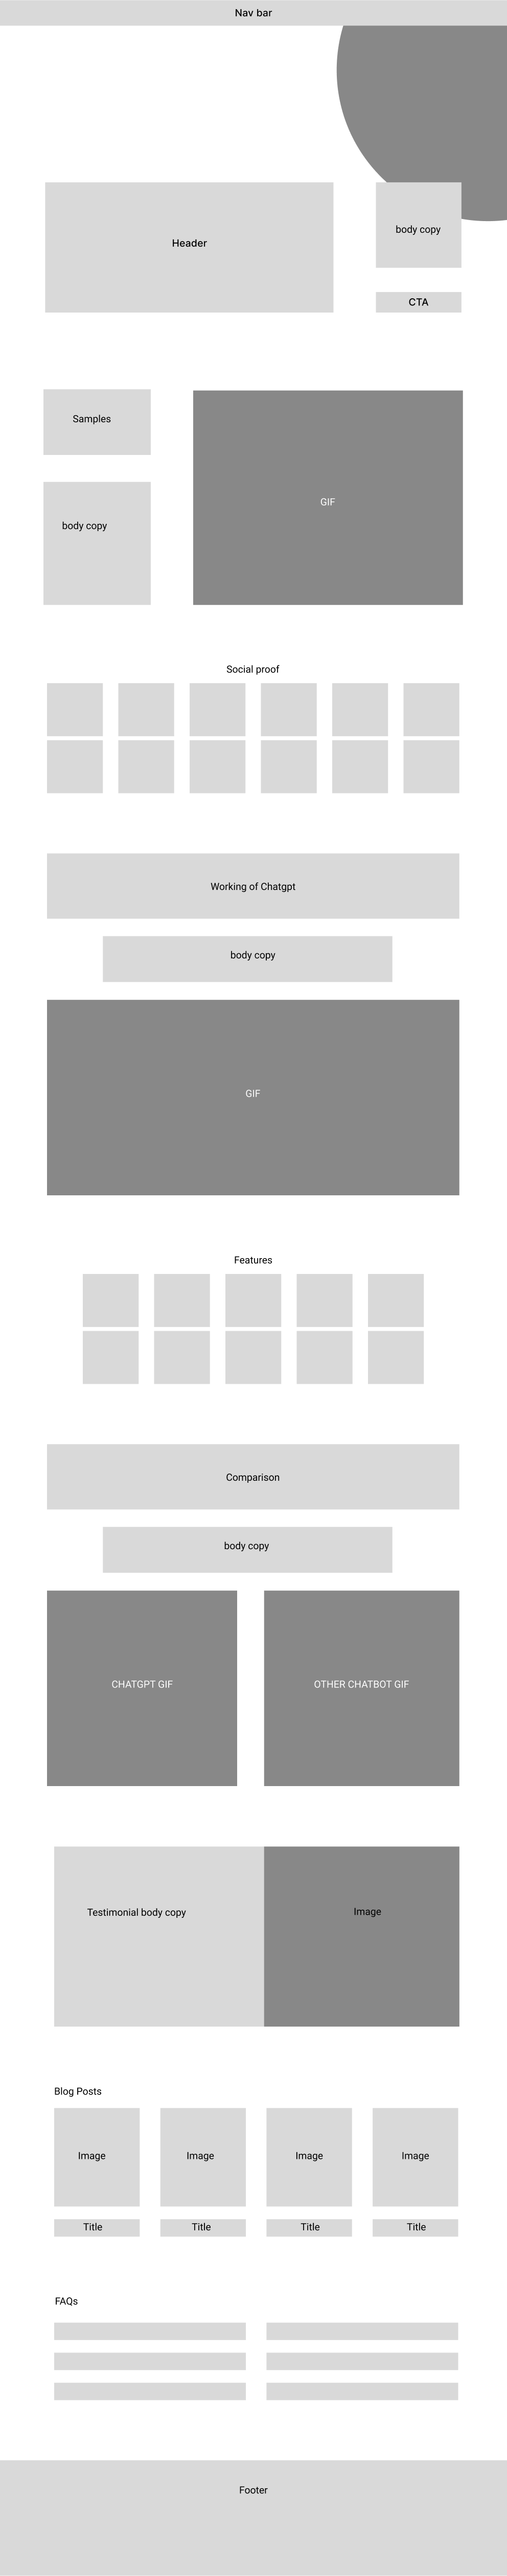 Nav bar
Header
body copy
CTA
Samples
body copy
GIF
Social proof
Working of Chatgpt
body copy
GIF
Features
Comparison
body copy
CHATGPT GIF
OTHER CHATBOT GIF
Testimonial body copy
Image
Blog Posts
Image
Image
Image
Image
Title
Title
Title
Title
FAQs
Footer